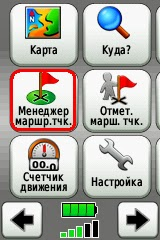 Карта
Куда?
Менеджер
маршр.тчк.
Отмет.
марш. тчк.
Счетчик
движения
Настройка